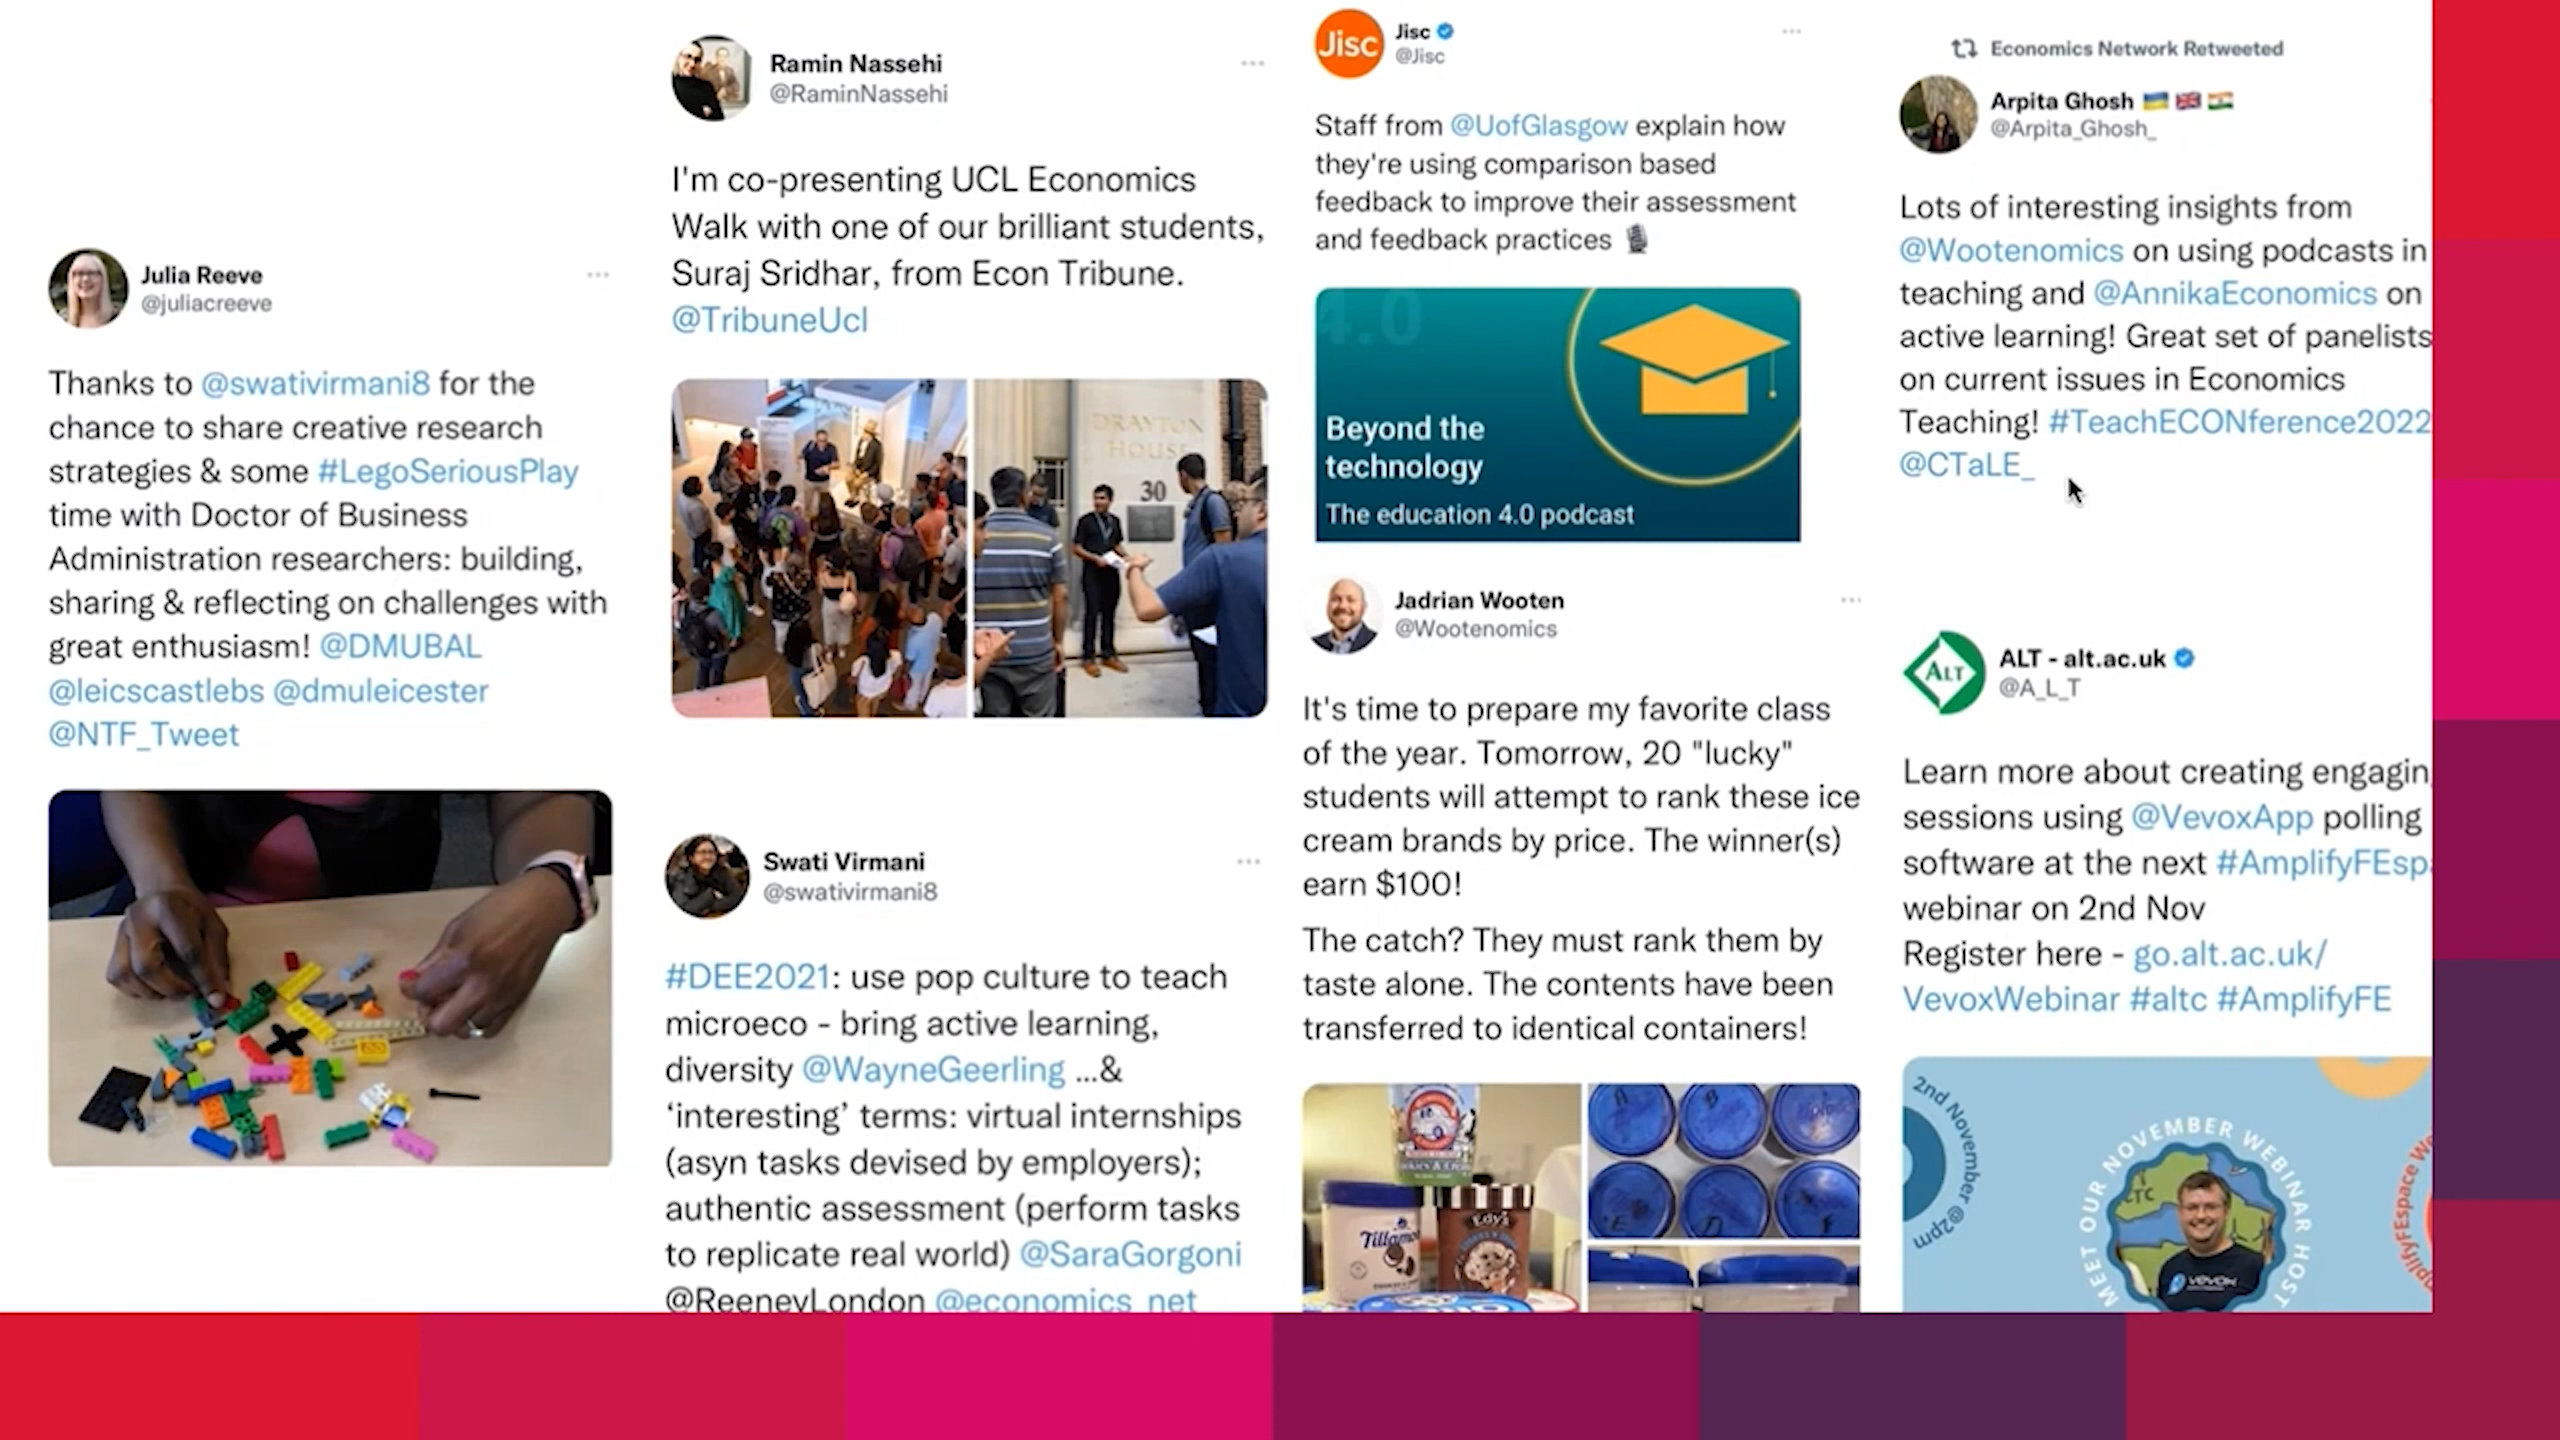 Julia Reeve
@juliacreeve
Thanks to @swativirmani8 for the
chance to share creative research
strategies & some #LegoSeriousPlay
time with Doctor of Business
Administration researchers: building,
sharing & reflecting on challenges with
great enthusiasm! @DMUBAL
@leicscastlebs @dmuleicester
@NTF_Tweet
Ramin Nassehi
@RaminNassehi
I'm co-presenting UCL Economics
Walk with one of our brilliant students,
Suraj Sridhar, from Econ Tribune.
@TribuneUcl
DRAYTON
HOUSE
30
Swati Virmani
@swativirmani8
#DEE2021: use pop culture to teach
microeco - bring active learning,
diversity @WayneGeerling ...&
‘interesting’ terms: virtual internships
(asyn tasks devised by employers);
authentic assessment (perform tasks
to replicate real world) @SaraGorgoni
@ReeneyLondon @economics_net
Jisc
Jisc
@Jisc
Staff from @UofGlasgow explain how
they're using comparison based
feedback to improve their assessment
and feedback practices
4.0
Beyond the
technology
The education 4.0 podcast
Jadrian Wooten
@Wootenomics
It's time to prepare my favorite class
of the year. Tomorrow, 20 "lucky"
students will attempt to rank these ice
cream brands by price. The winner(s)
earn $100!
The catch? They must rank them by
taste alone. The contents have been
transferred to identical containers!
Edy's
Economics Network Retweeted
Arpita Ghosh
@Arpita_Ghosh_
Lots of interesting insights from
@Wootenomics on using podcasts in
teaching and @AnnikaEconomics on
active learning! Great set of panelists
on current issues in Economics
Teaching! #TeachECONference2022
@CTaLE_
ALT
ALT - alt.ac.uk
@A_L_T
Learn more about creating engagin
sessions using @VevoxApp polling
software at the next #AmplifyFEsp
webinar on 2nd Nov
Register here - go.alt.ac.uk/
VevoxWebinar #altc #AmplifyFE
2nd November @2pm
MEET OUR NOVEMBER WEBINAR HOST
vevox